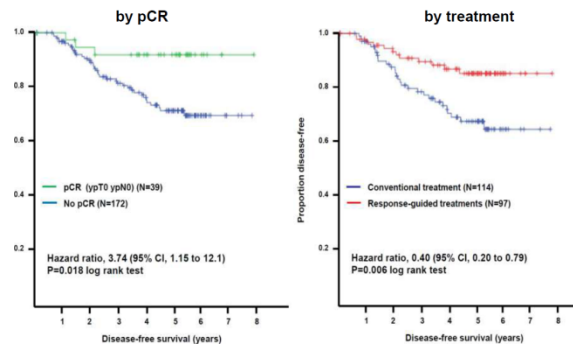 by pCR
1.0
0.8
0.6
0.4
0.2
pCR (ypT0 ypN0) (N=39)
No pCR (N=172)
Hazard ratio, 3.74 (95% CI, 1.15 to 12.1)
P=0.018 log rank test
1 2 3 4 5 6 7 8
Disease-free survival (years)
by treatment
Proportion disease-free
1.0
0.8
0.6
0.4
0.2
Conventional treatment (N=114)
Response-guided treatments (N=97)
Hazard ratio, 0.40 (95% CI, 0.20 to 0.79)
P=0.006 log rank test
1 2 3 4 5 6 7 8
Disease-free survival (years)